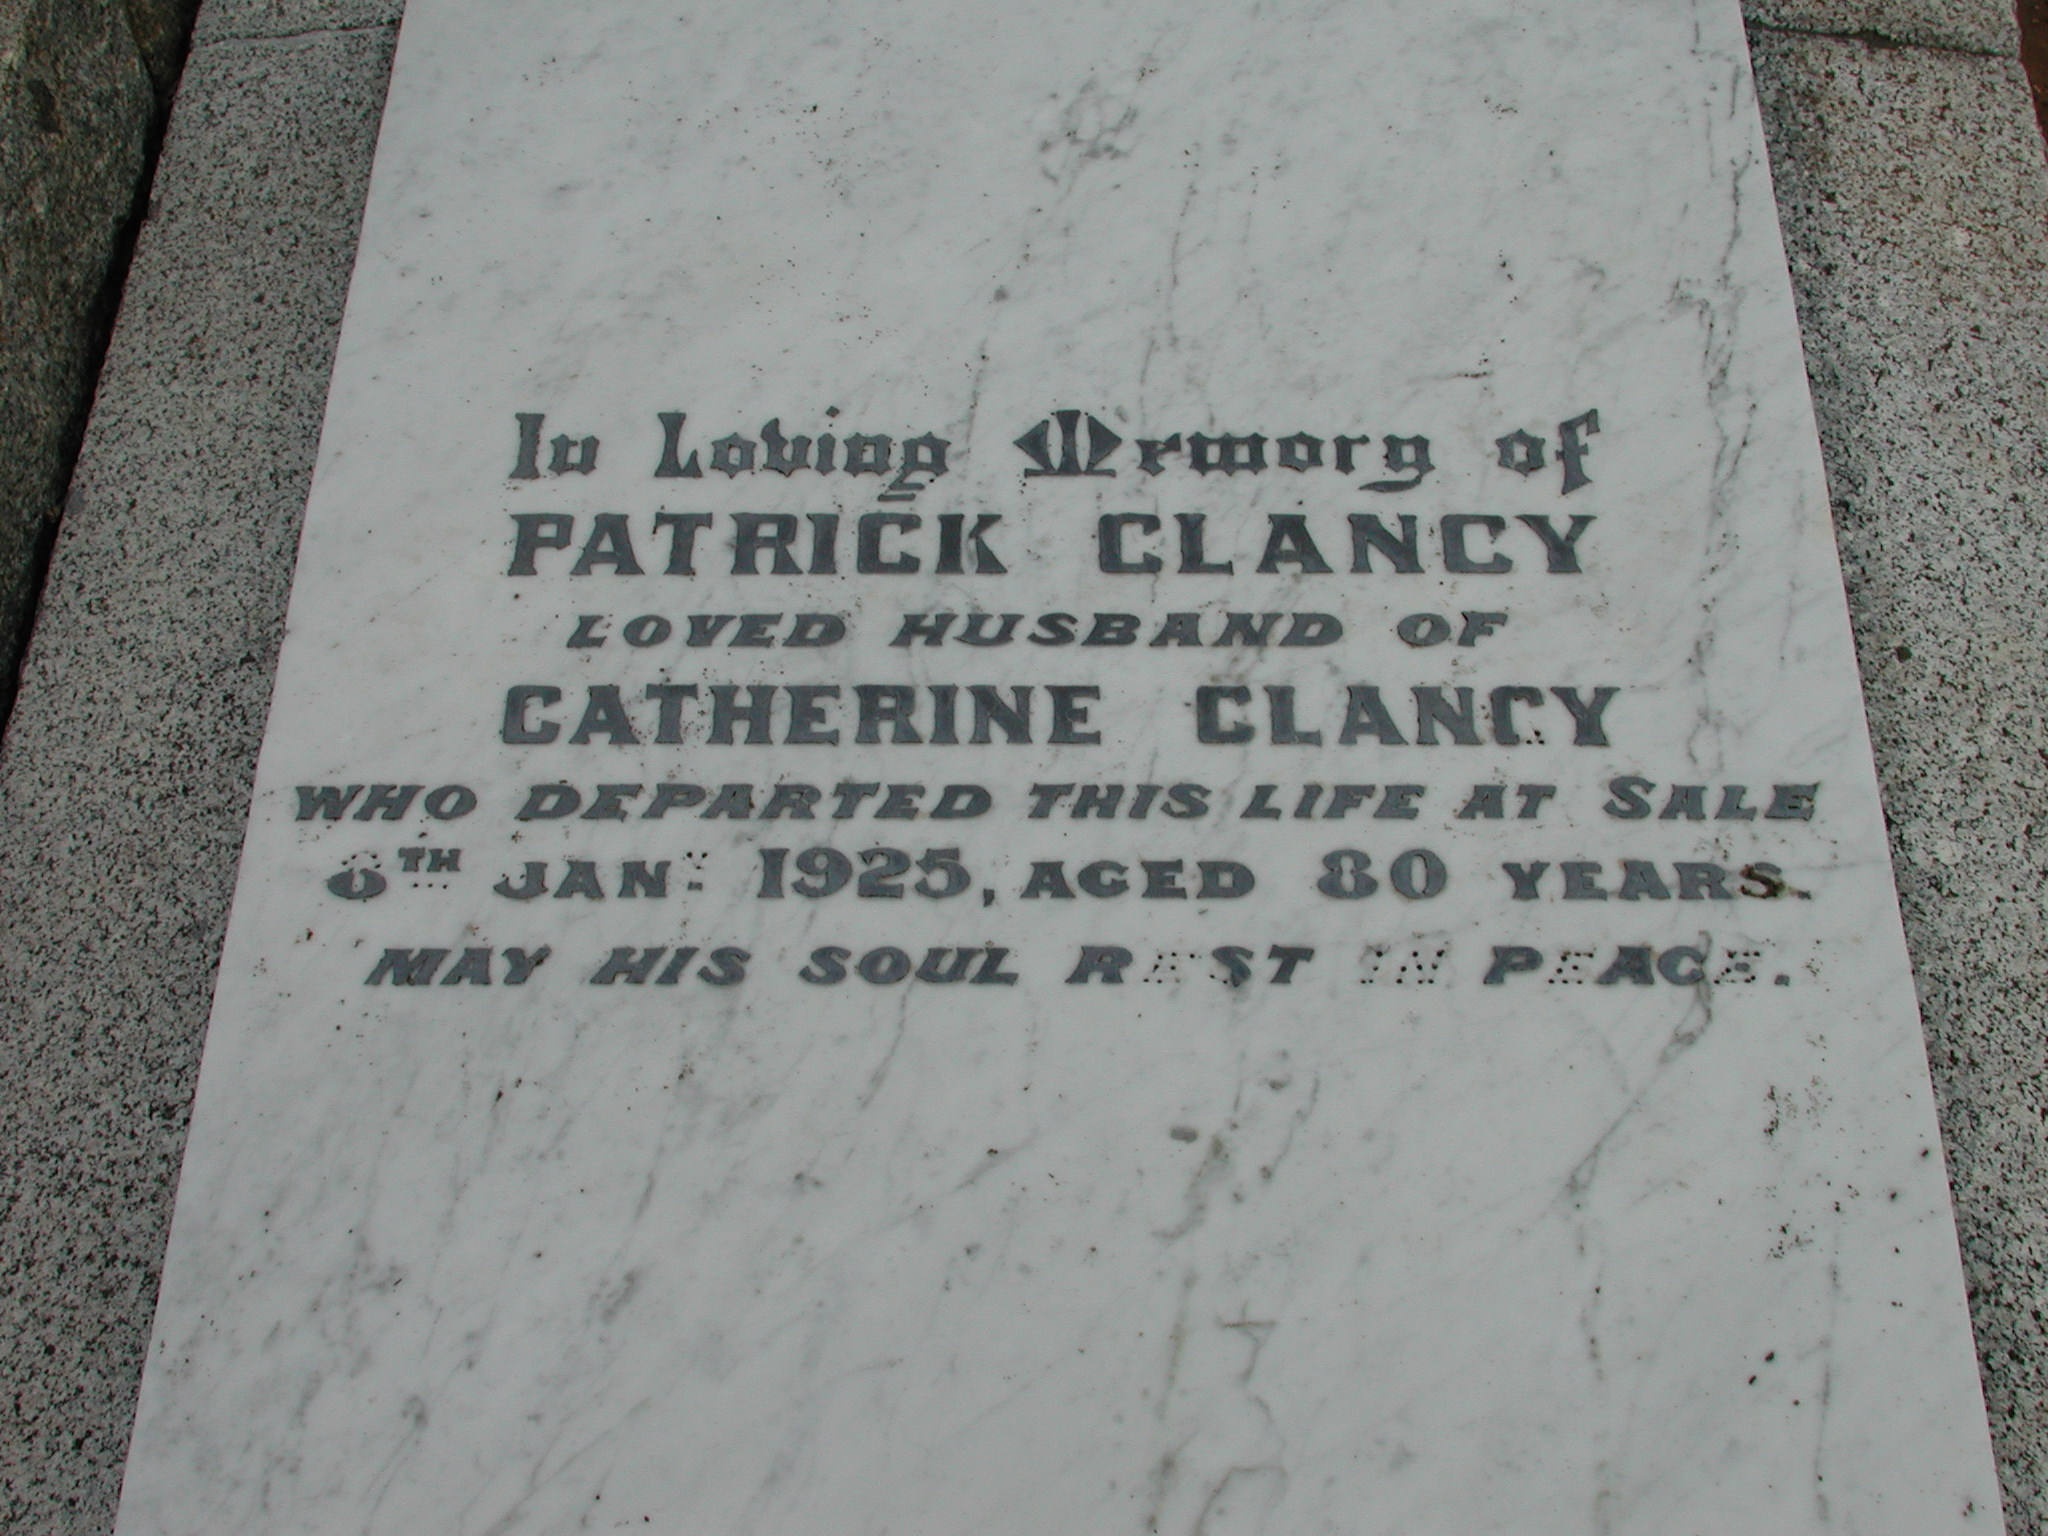 In Loving Memory of
PATRICK CLANCY
LOVED HUSBAND OF
CATHERINE CLANCY
WHO DEPARTED THIS LIFE AT SALE
JANY 1925, AGED 80 YEARS.
MAY HIS SOUL REST IN PEACE.